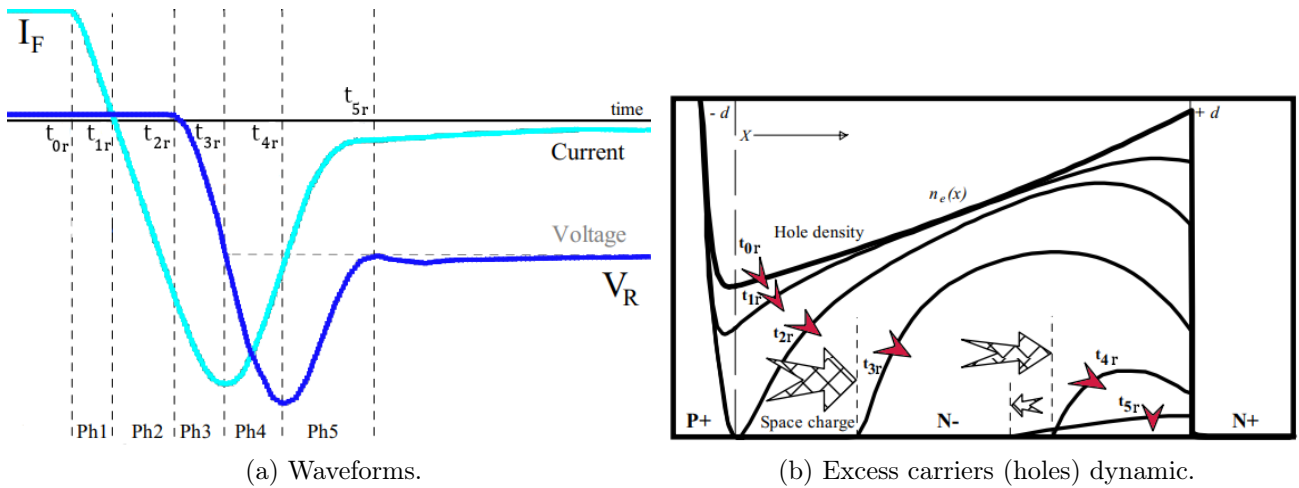 I_F
time
t_0r
t_1r
t_2r
t_3r
t_4r
t_5r
Current
Voltage
V_R
Ph1 Ph2 Ph3 Ph4 Ph5
(a) Waveforms.
- d
+ d
X
n_e(x)
Hole density
t_0r
t_1r
t_2r
t_3r
t_4r
t_5r
P+ Space charge N- N+
(b) Excess carriers (holes) dynamic.